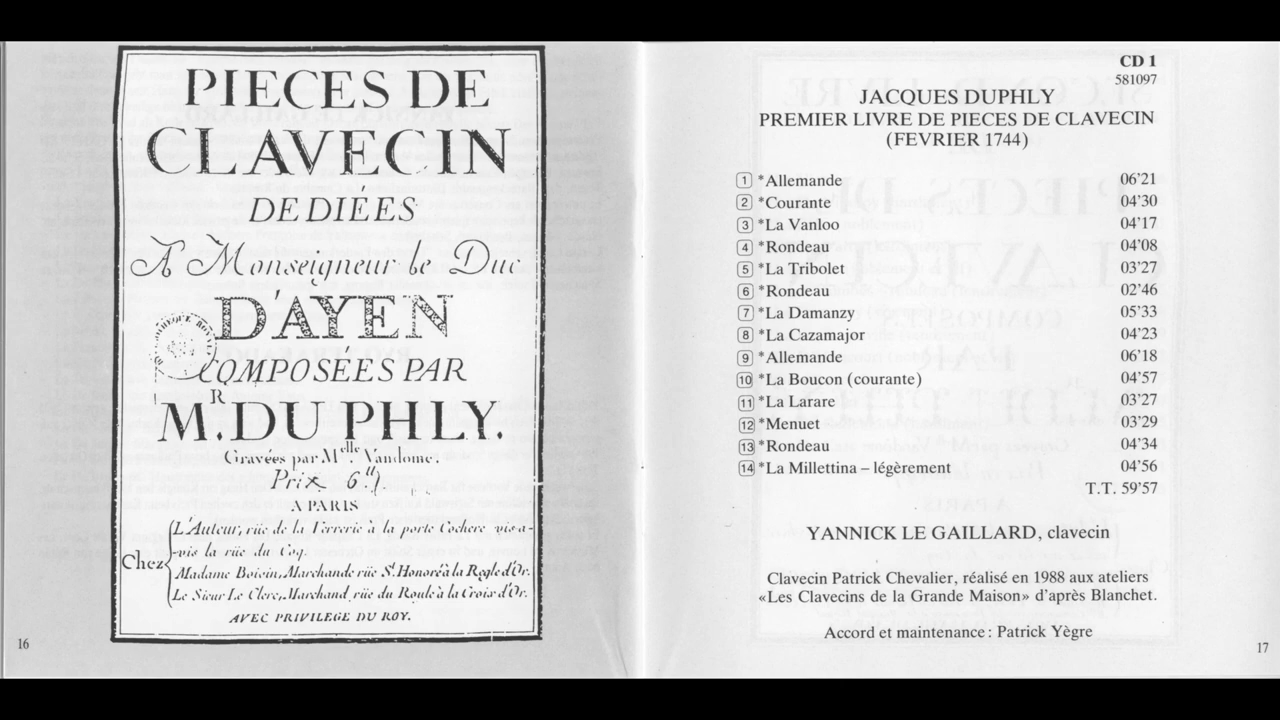 PIECES DE
CLAVECIN
DEDIÉES
A Monseigneur le Duc
D'AYEN
COMPOSÉES PAR
M.R DU PHLY.
Gravées par Melle Vandome.
Prix 6.tt
A PARIS
Chez
L'Auteur, rüe de la Verrerie à la porte Cochere vis-a-
-vis la rüe du Coq.
Madame Boivin, Marchande rüe St. Honoré à la Regle d'Or.
Le Sieur Le Clerc, Marchand, rüe du Roule à la Croix d'Or.
AVEC PRIVILEGE DU ROY.
16
CD 1
581097
JACQUES DUPHLY
PREMIER LIVRE DE PIECES DE CLAVECIN
(FEVRIER 1744)
1 *Allemande 06'21
2 *Courante 04'30
3 *La Vanloo 04'17
4 *Rondeau 04'08
5 *La Tribolet 03'27
6 *Rondeau 02'46
7 *La Damanzy 05'33
8 *La Cazamajor 04'23
9 *Allemande 06'18
10 *La Boucon (courante) 04'57
11 *La Larare 03'27
12 *Menuet 03'29
13 *Rondeau 04'34
14 *La Millettina – légèrement 04'56
T.T. 59'57
YANNICK LE GAILLARD, clavecin
Clavecin Patrick Chevalier, réalisé en 1988 aux ateliers
«Les Clavecins de la Grande Maison» d'après Blanchet.
Accord et maintenance : Patrick Yègre
17